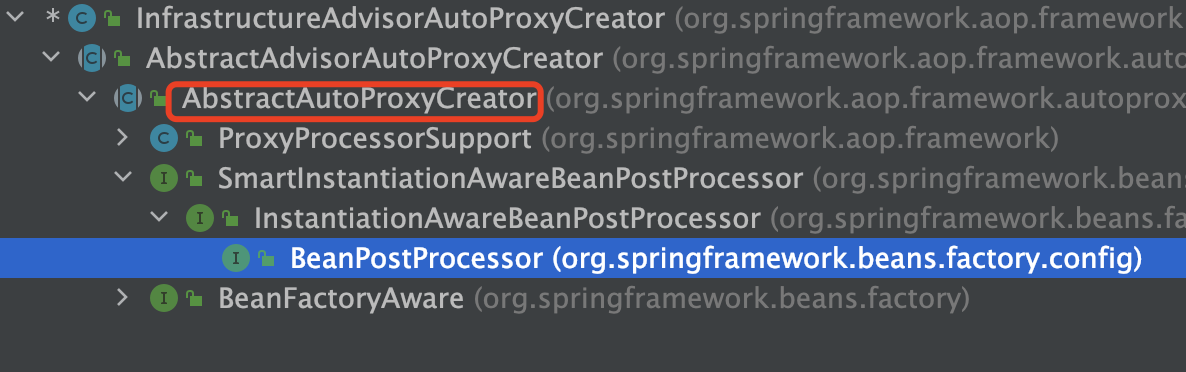 * C InfrastructureAdvisorAutoProxyCreator (org.springframework.aop.framework.
C AbstractAdvisorAutoProxyCreator (org.springframework.aop.framework.auto
C AbstractAutoProxyCreator (org.springframework.aop.framework.autoprox
C ProxyProcessorSupport (org.springframework.aop.framework)
I SmartInstantiationAwareBeanPostProcessor (org.springframework.beans
I InstantiationAwareBeanPostProcessor (org.springframework.beans.fa
I BeanPostProcessor (org.springframework.beans.factory.config)
I BeanFactoryAware (org.springframework.beans.factory)